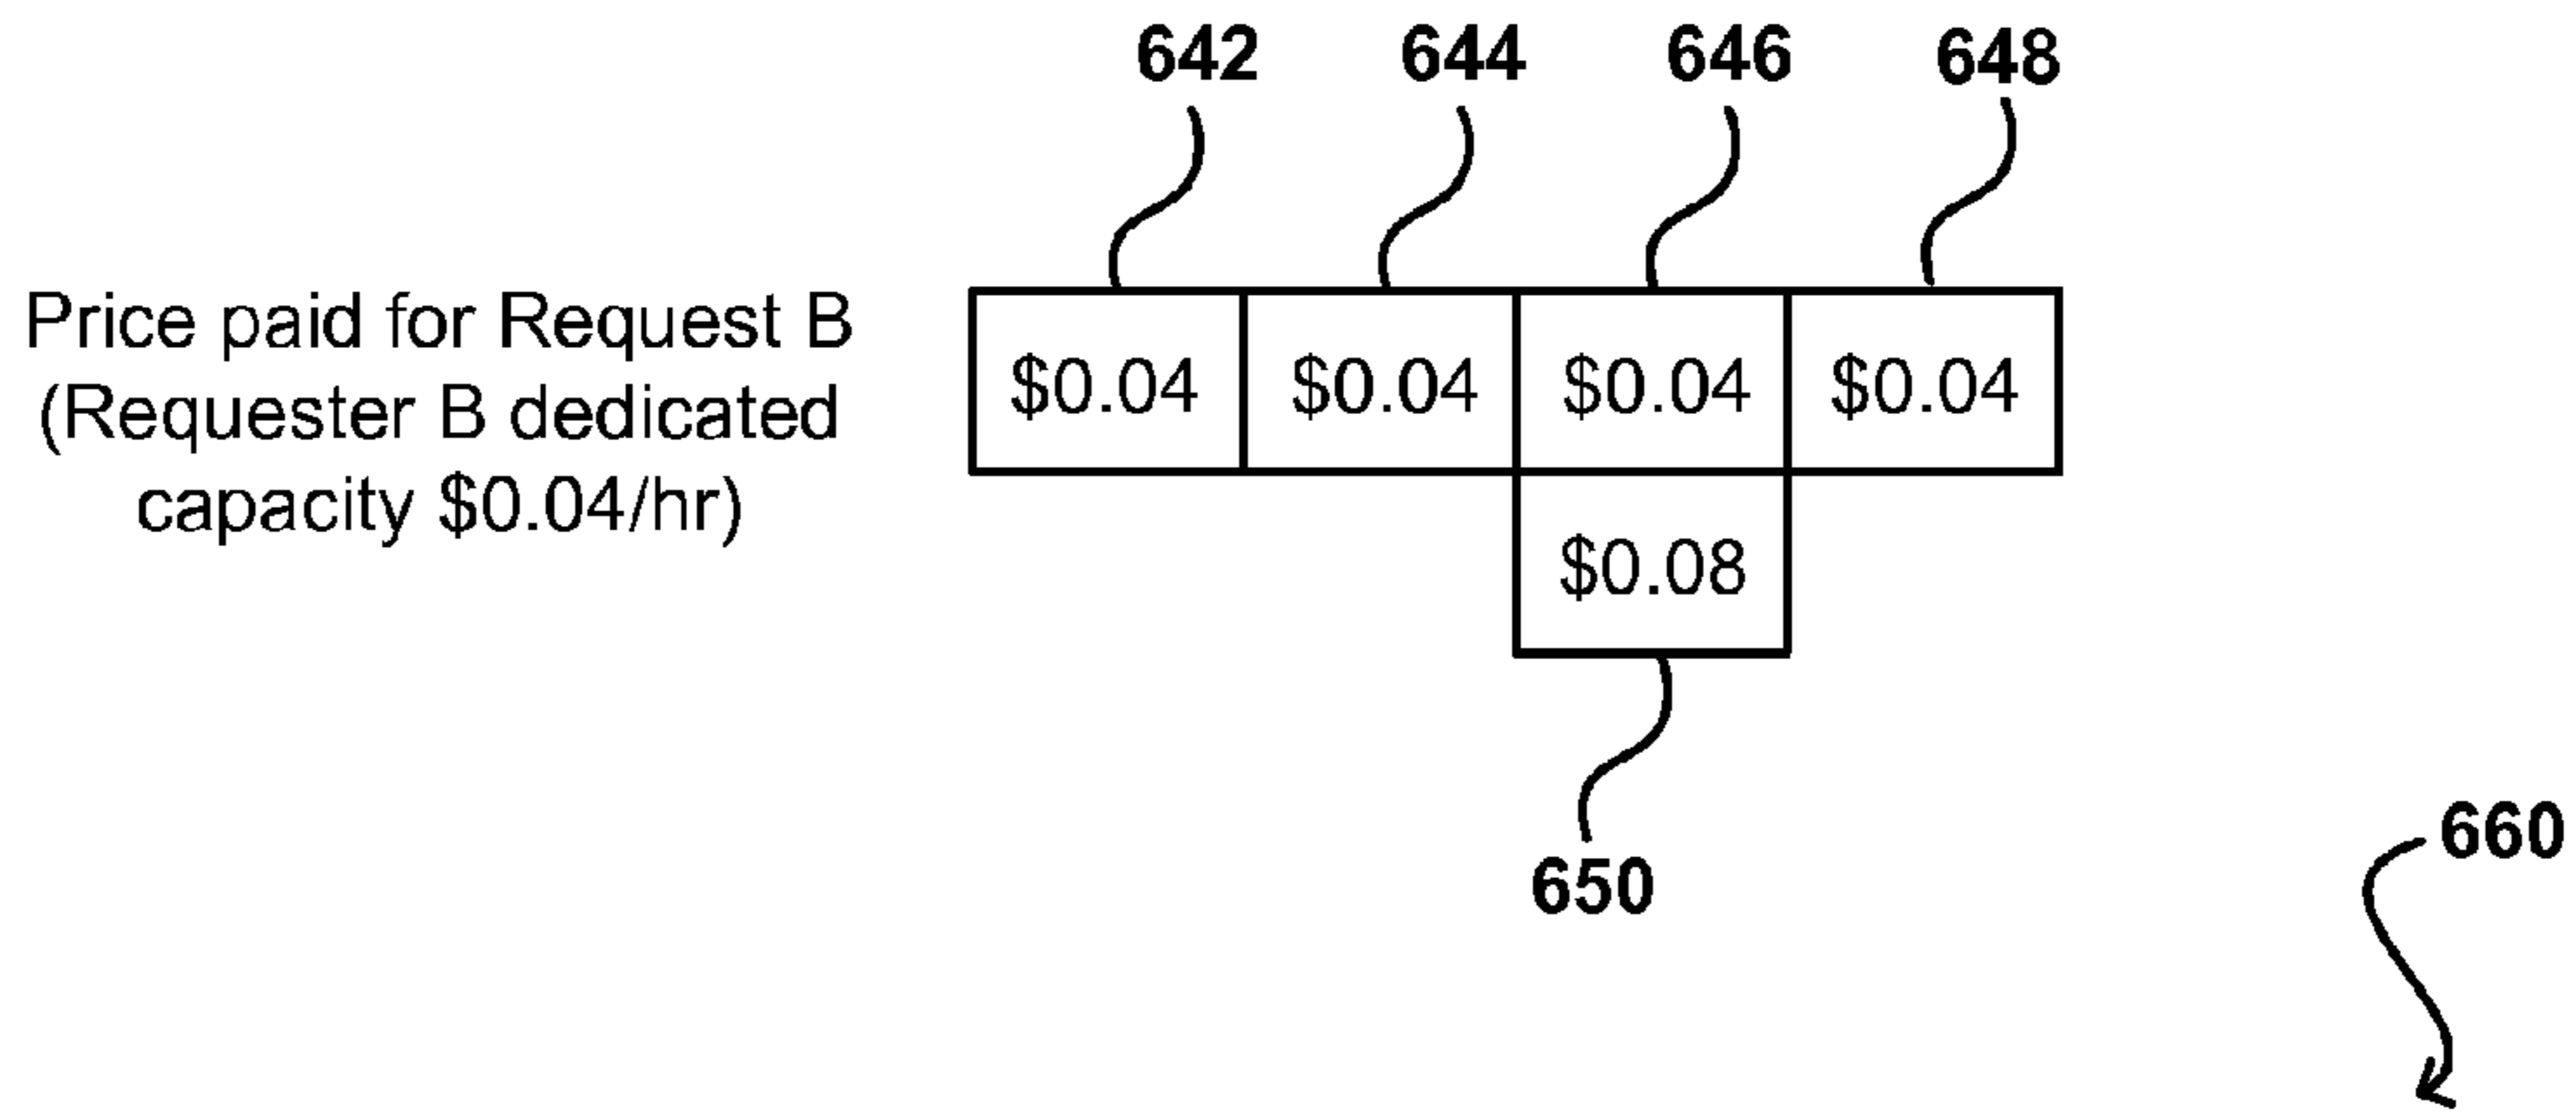 642 644 646 648
Price paid for Request B
(Requester B dedicated
capacity $0.04/hr)
$0.04 $0.04 $0.04 $0.04
$0.08
650
660